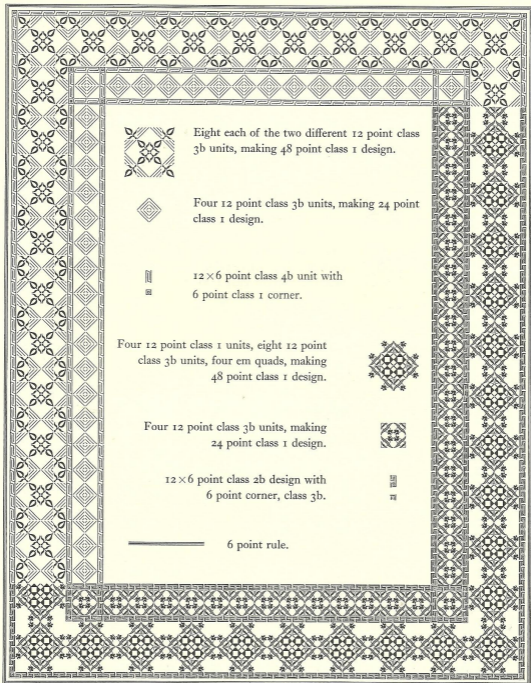 Eight each of the two different 12 point class
3b units, making 48 point class 1 design.
Four 12 point class 3b units, making 24 point
class 1 design.
12×6 point class 4b unit with
6 point class 1 corner.
Four 12 point class 1 units, eight 12 point
class 3b units, four em quads, making
48 point class 1 design.
Four 12 point class 3b units, making
24 point class 1 design.
12×6 point class 2b design with
6 point corner, class 3b.
6 point rule.